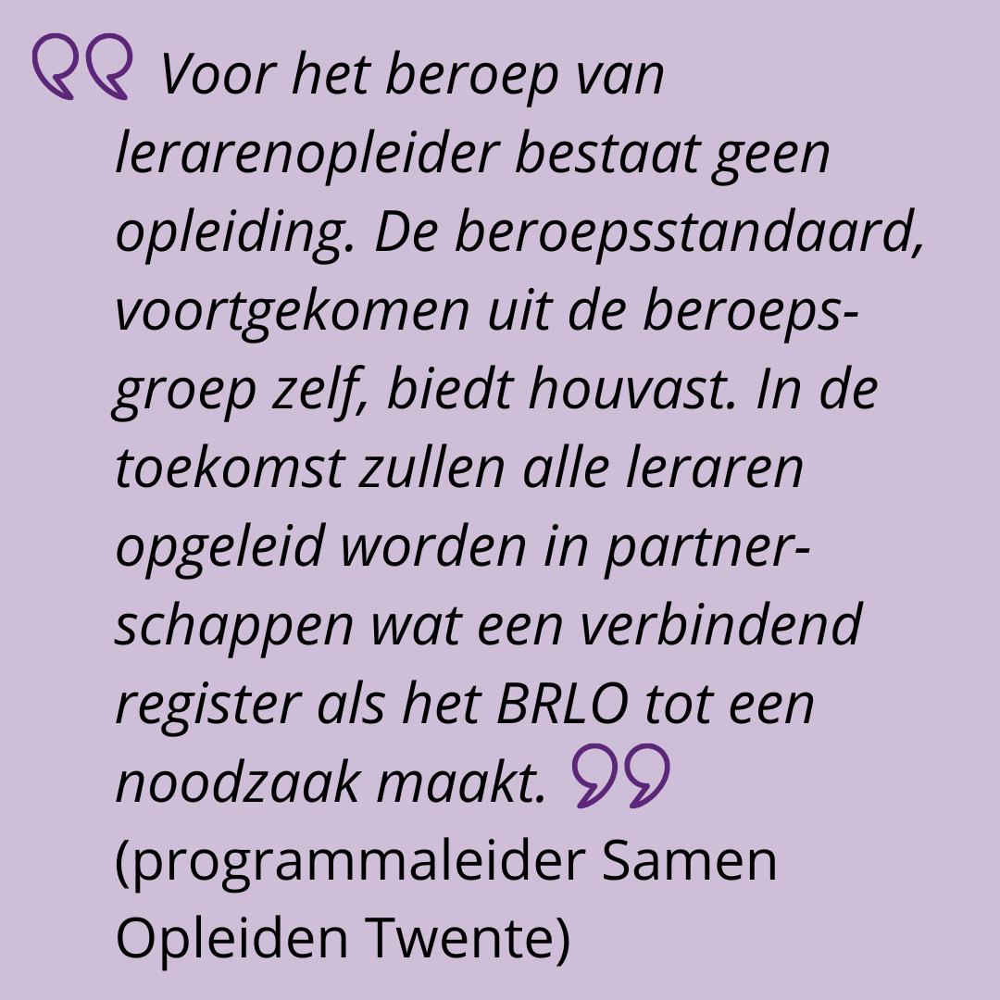 Voor het beroep van
lerarenopleider bestaat geen
opleiding. De beroepsstandaard,
voortgekomen uit de beroeps-
groep zelf, biedt houvast. In de
toekomst zullen alle leraren
opgeleid worden in partner-
schappen wat een verbindend
register als het BRLO tot een
noodzaak maakt.
(programmaleider Samen
Opleiden Twente)